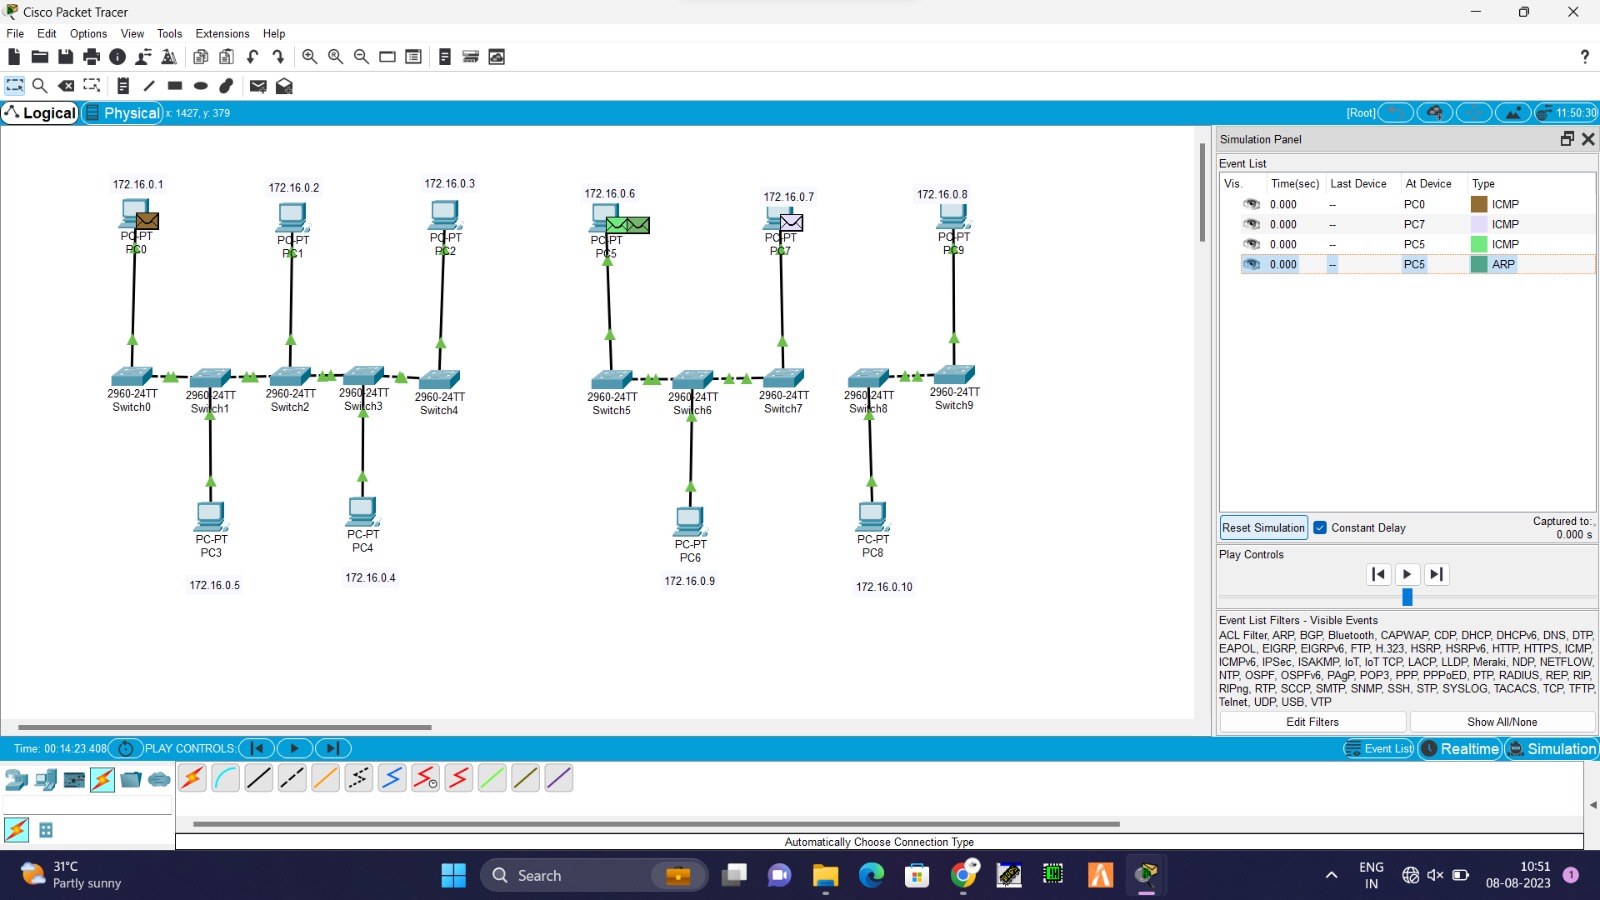 Cisco Packet Tracer
File Edit Options View Tools Extensions Help
?
Logical Physical x: 1427, y: 379 [Root] 11:50:30
Simulation Panel
Event List
Vis. Time(sec) Last Device At Device Type
0.000 -- PC0 ICMP
0.000 -- PC7 ICMP
0.000 -- PC5 ICMP
0.000 -- PC5 ARP
172.16.0.1
172.16.0.2
172.16.0.3
172.16.0.6
172.16.0.7
172.16.0.8
PC-PT
PC0
PC-PT
PC1
PC-PT
PC2
PC-PT
PC5
PC-PT
PC7
PC-PT
PC9
2960-24TT
Switch0
2960-24TT
Switch1
2960-24TT
Switch2
2960-24TT
Switch3
2960-24TT
Switch4
2960-24TT
Switch5
2960-24TT
Switch6
2960-24TT
Switch7
2960-24TT
Switch8
2960-24TT
Switch9
PC-PT
PC3
PC-PT
PC4
PC-PT
PC6
PC-PT
PC8
172.16.0.5
172.16.0.4
172.16.0.9
172.16.0.10
Reset Simulation Constant Delay
Captured to:
0.000 s
Play Controls
Event List Filters - Visible Events
ACL Filter, ARP, BGP, Bluetooth, CAPWAP, CDP, DHCP, DHCPv6, DNS, DTP,
EAPOL, EIGRP, EIGRPv6, FTP, H.323, HSRP, HSRPv6, HTTP, HTTPS, ICMP,
ICMPv6, IPSec, ISAKMP, IoT, IoT TCP, LACP, LLDP, Meraki, NDP, NETFLOW,
NTP, OSPF, OSPFv6, PAgP, POP3, PPP, PPPoED, PTP, RADIUS, REP, RIP,
RIPng, RTP, SCCP, SMTP, SNMP, SSH, STP, SYSLOG, TACACS, TCP, TFTP,
Telnet, UDP, USB, VTP
Edit Filters Show All/None
Time: 00:14:23.408 PLAY CONTROLS: Event List Realtime Simulation
Automatically Choose Connection Type
31°C
Partly sunny
Search
ENG
IN
10:51
08-08-2023
1